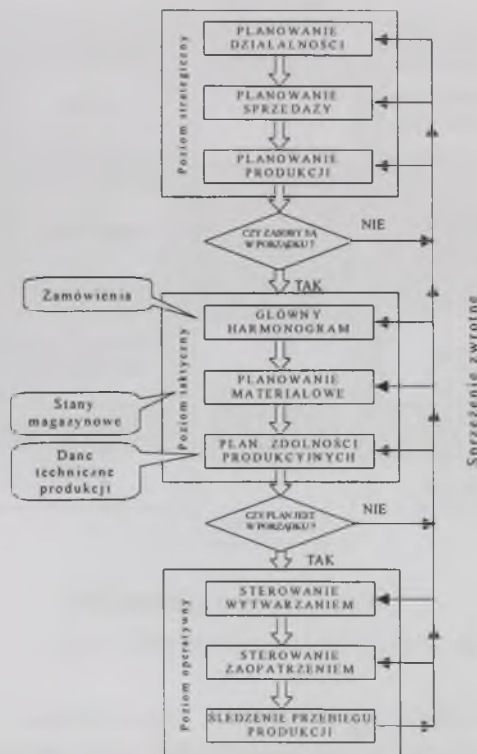 Poziom strategiczny
PLANOWANIE
DZIAŁALNOŚCI
PLANOWANIE
SPRZEDAŻY
PLANOWANIE
PRODUKCJI
CZY ZASOBY SĄ
W PORZĄDKU ?
NIE
TAK
Zamówienia
Poziom taktyczny
GŁÓWNY
HARMONOGRAM
Stany
magazynowe
PLANOWANIE
MATERIAŁOWE
Dane
techniczne
produkcji
PLAN. ZDOLNOŚCI
PRODUKCYJNYCH
Sprzężenie zwrotne
CZY PLAN JEST
W PORZĄDKU ?
NIE
TAK
Poziom operatywny
STEROWANIE
WYTWARZANIEM
STEROWANIE
ZAOPATRZENIEM
ŚLEDZENIE PRZEBIEGU
PRODUKCJI